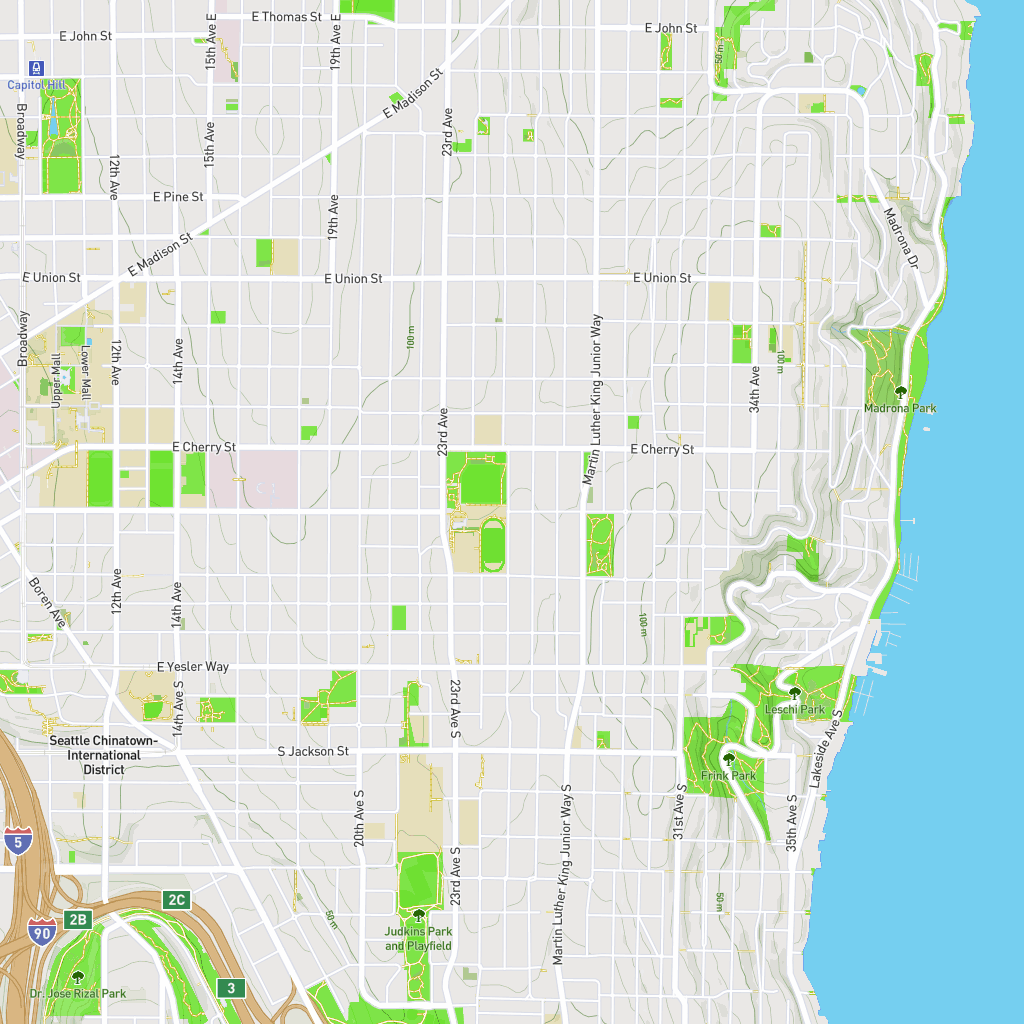 E Thomas St
E John St
15th Ave E
19th Ave E
E John St
50 m
Capitol Hill
E Madison St
Broadway
12th Ave
15th Ave
23rd Ave
E Pine St
19th Ave
E Madison St
Madrona Dr
E Union St
E Union St
E Union St
Broadway
Upper Mall
Lower Mall
12th Ave
14th Ave
100 m
Martin Luther King Junior Way
100 m
34th Ave
Madrona Park
23rd Ave
E Cherry St
E Cherry St
Boren Ave
12th Ave
14th Ave
100 m
E Yesler Way
14th Ave S
23rd Ave S
Leschi Park
Seattle Chinatown-
International
District
S Jackson St
Frink Park
Lakeside Ave S
20th Ave S
23rd Ave S
Martin Luther King Junior Way S
31st Ave S
35th Ave S
5
2C
2B
90
50 m
50 m
Judkins Park
and Playfield
Dr. Jose Rizal Park
3